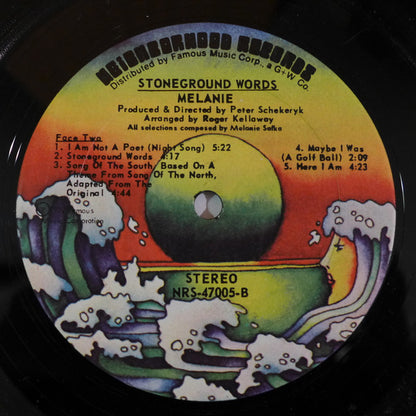 NEIGHBORHOOD RECORDS
Distributed by Famous Music Corp., a G+W Co.
STONEGROUND WORDS
MELANIE
Produced & Directed by Peter Schekeryk
Arranged by Roger Kellaway
All selections composed by Melanie Safka
Face Two
1. I Am Not A Poet (Night Song) 5:22
2. Stoneground Words 4:17
3. Song Of The South, Based On A
Theme From Song Of The North,
Adapted From The
Original 4:44
4. Maybe I Was
(A Golf Ball) 2:09
5. Here I Am 4:23
Famous
Corporation
STEREO
NRS-47005-B